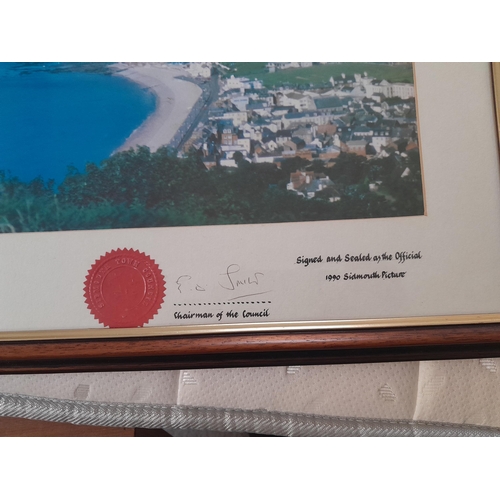 Signed and Sealed as the Official
1990 Sidmouth Picture
Chairman of the Council